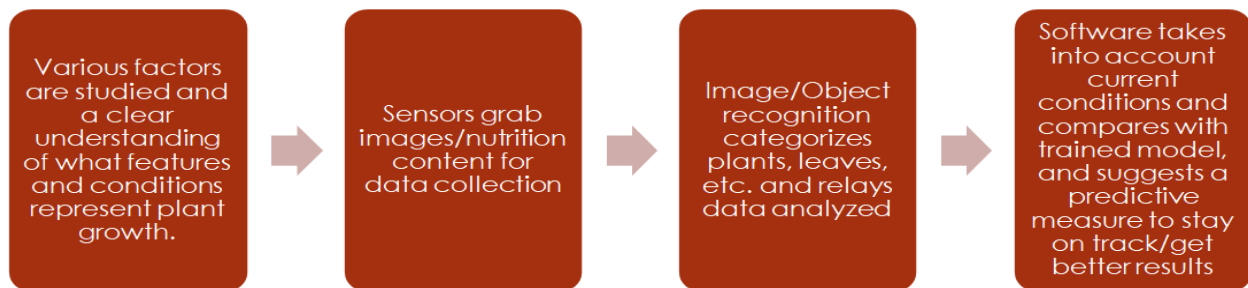 Various factors
are studied and
a clear
understanding
of what features
and conditions
represent plant
growth.
Sensors grab
images/nutrition
content for
data collection
Image/Object
recognition
categorizes
plants, leaves,
etc. and relays
data analyzed
Software takes
into account
current
conditions and
compares with
trained model,
and suggests a
predictive
measure to stay
on track/get
better results